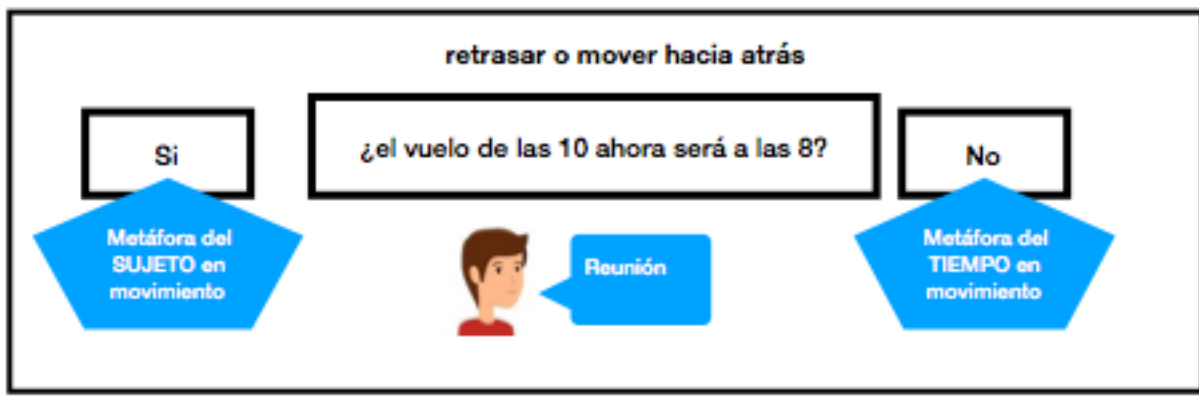 retrasar o mover hacia atrás
Si
¿el vuelo de las 10 ahora será a las 8?
No
Metáfora del
SUJETO en
movimiento
Reunión
Metáfora del
TIEMPO en
movimiento